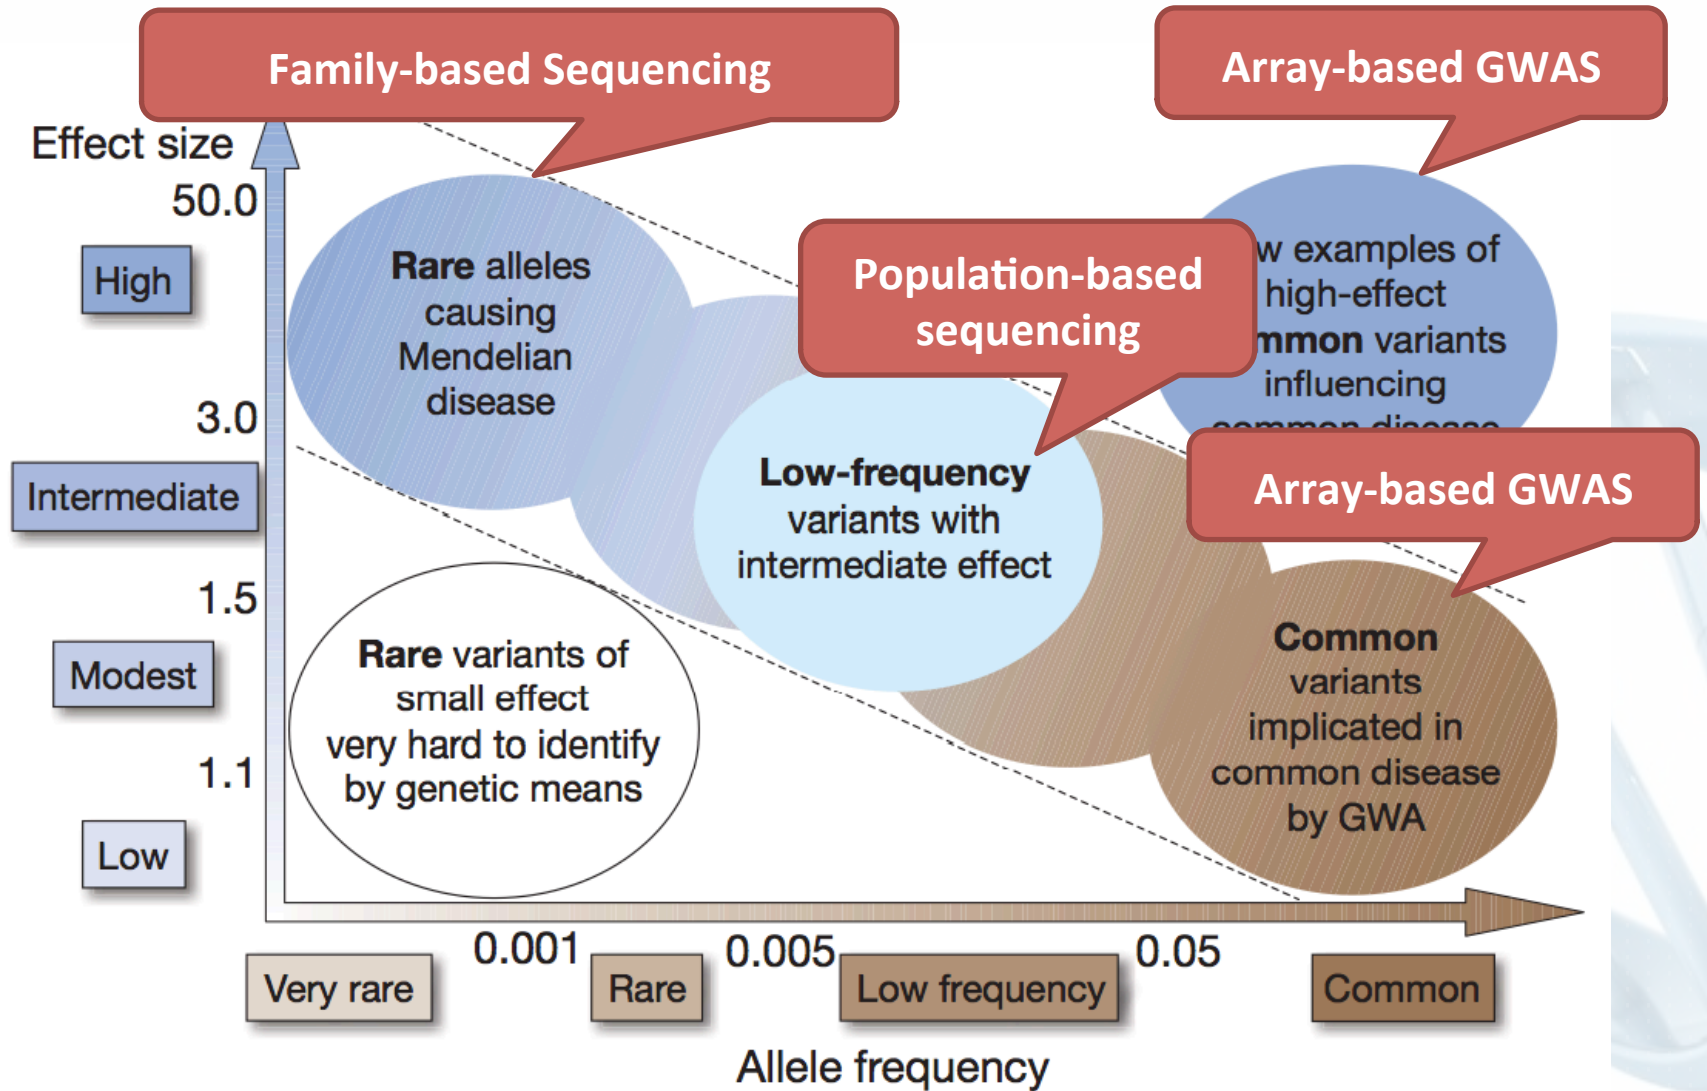 Family-based Sequencing
Array-based GWAS
Effect size
50.0
High
3.0
Intermediate
1.5
Modest
1.1
Low
Rare alleles
causing
Mendelian
disease
Population-based
sequencing
examples of
high-effect
variants
influencing
common disease
Low-frequency
variants with
intermediate effect
Array-based GWAS
Rare variants of
small effect
very hard to identify
by genetic means
Common
variants
implicated in
common disease
by GWA
0.001
0.005
0.05
Very rare
Rare
Low frequency
Common
Allele frequency